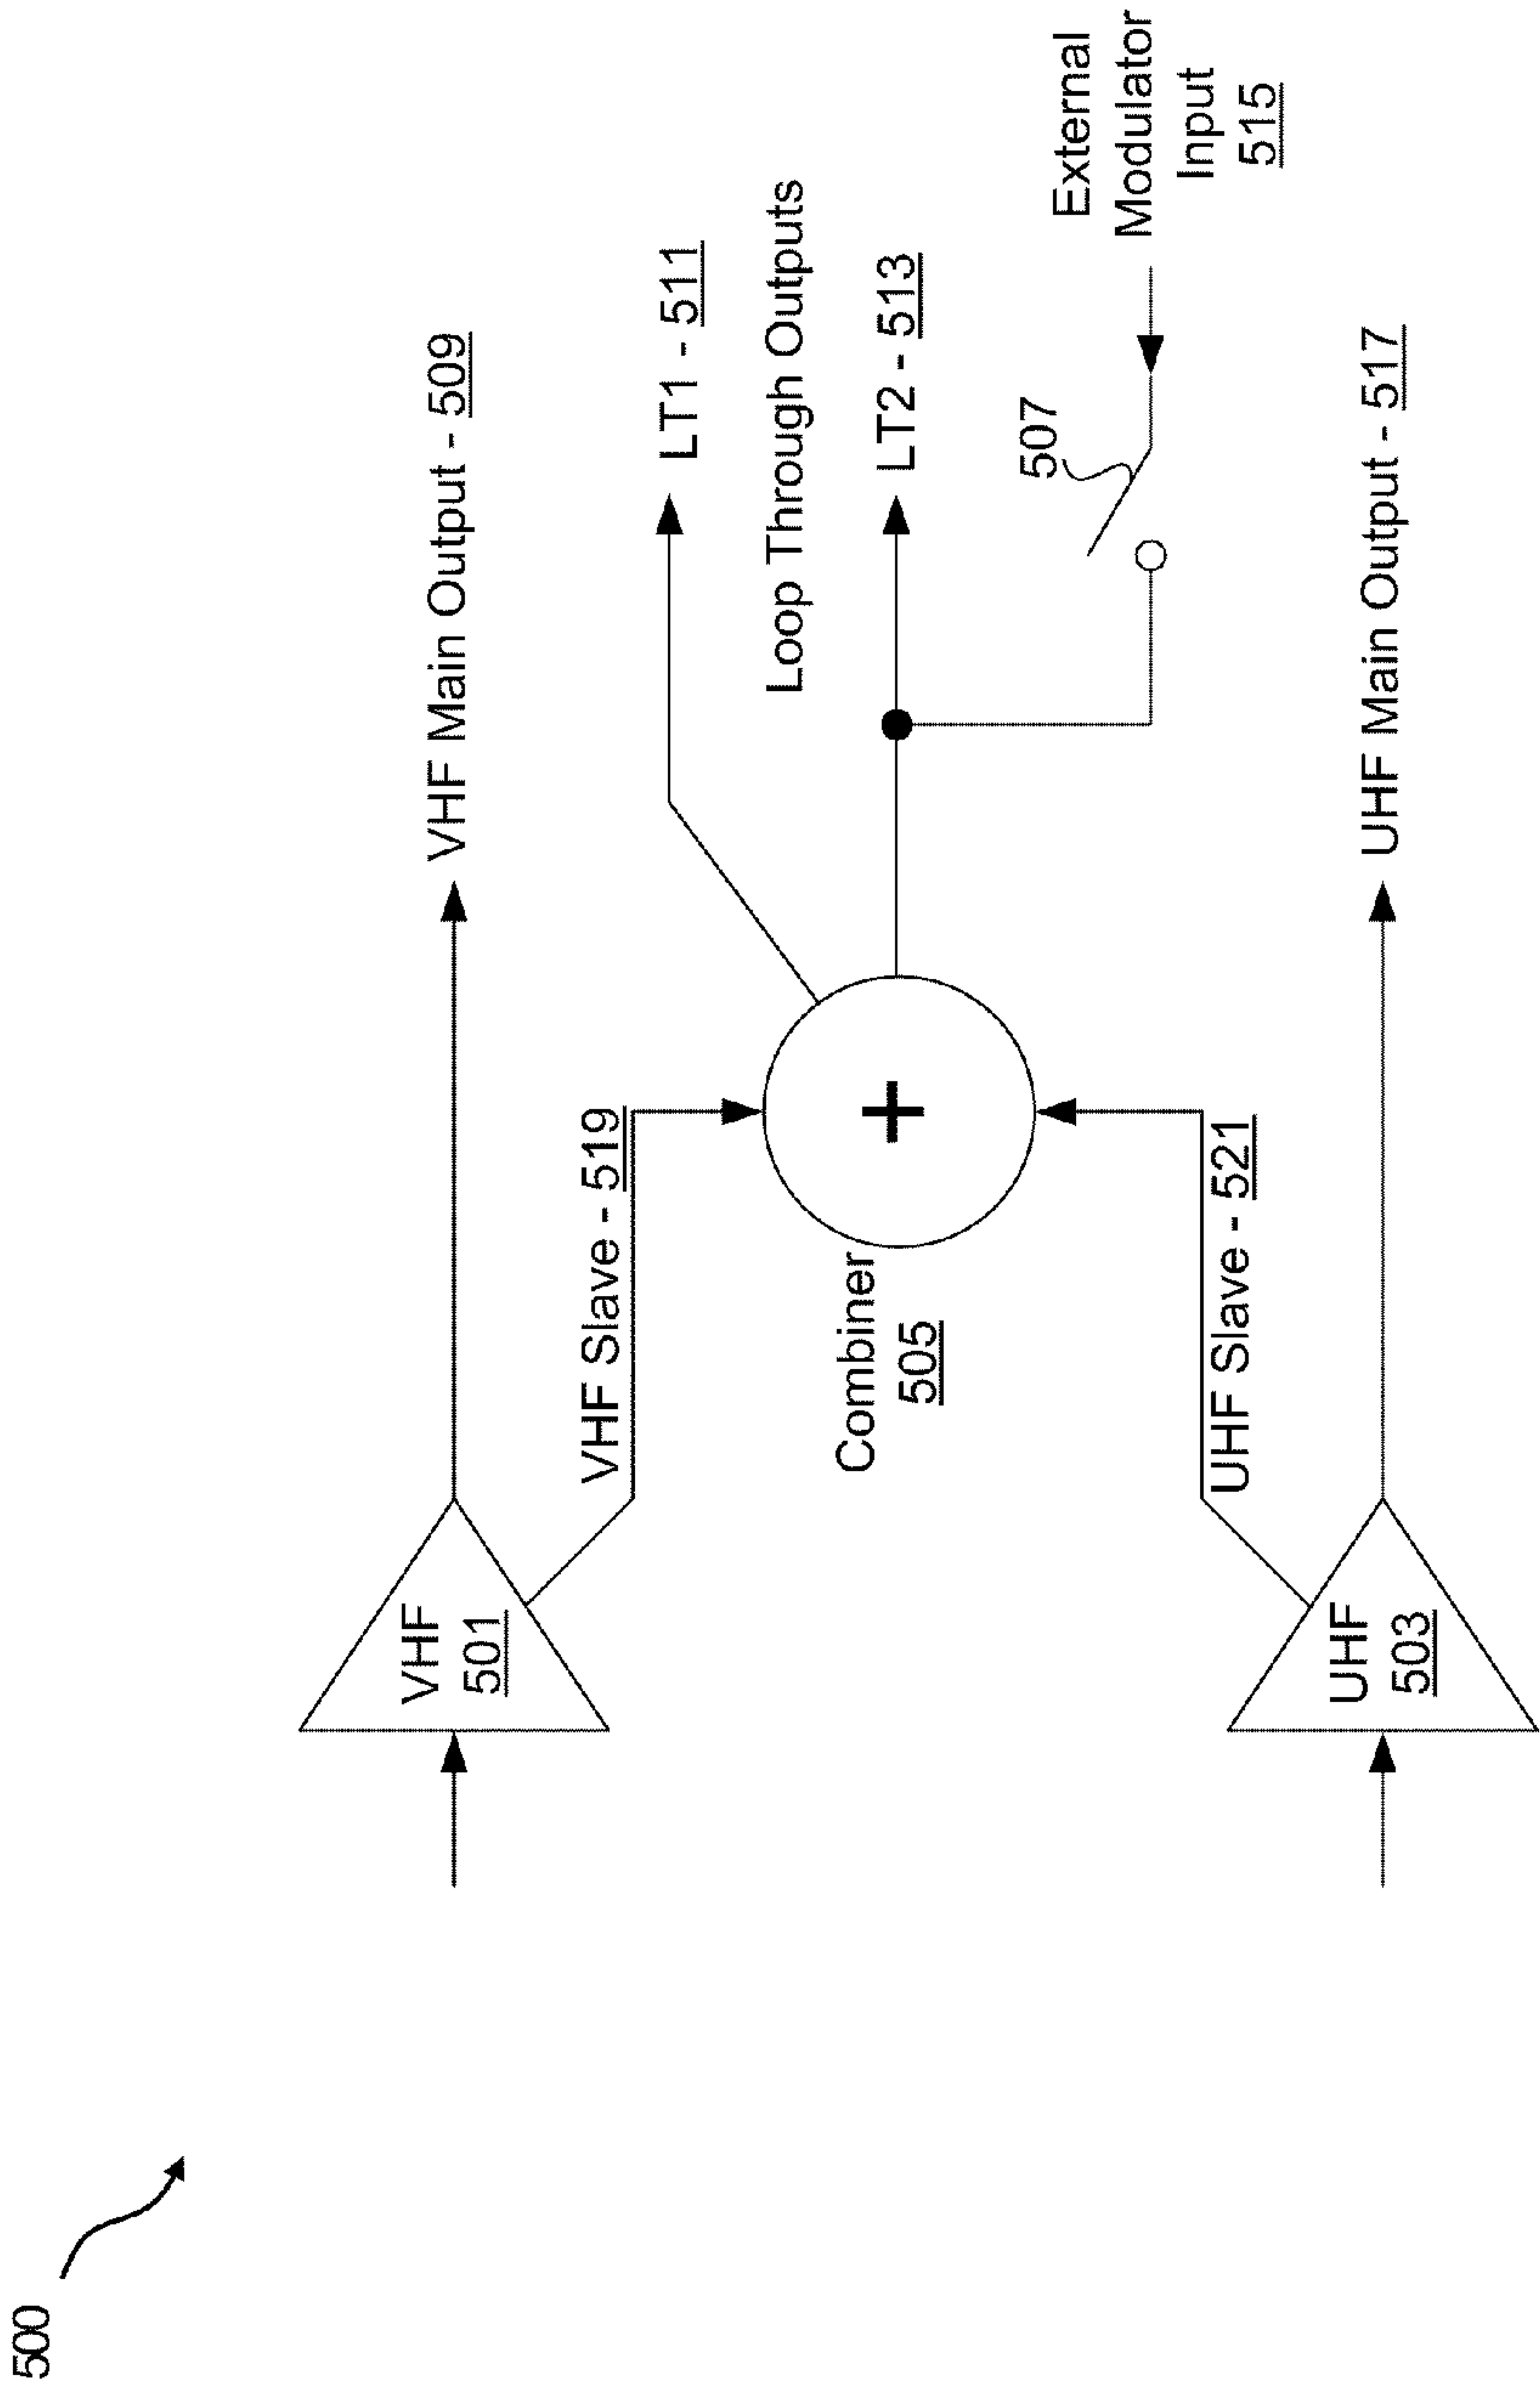 500
VHF
501
VHF Main Output - 509
VHF Slave - 519
LT1 - 511
Loop Through Outputs
Combiner
505
LT2 - 513
507
External
Modulator
Input
515
UHF Slave - 521
UHF
503
UHF Main Output - 517